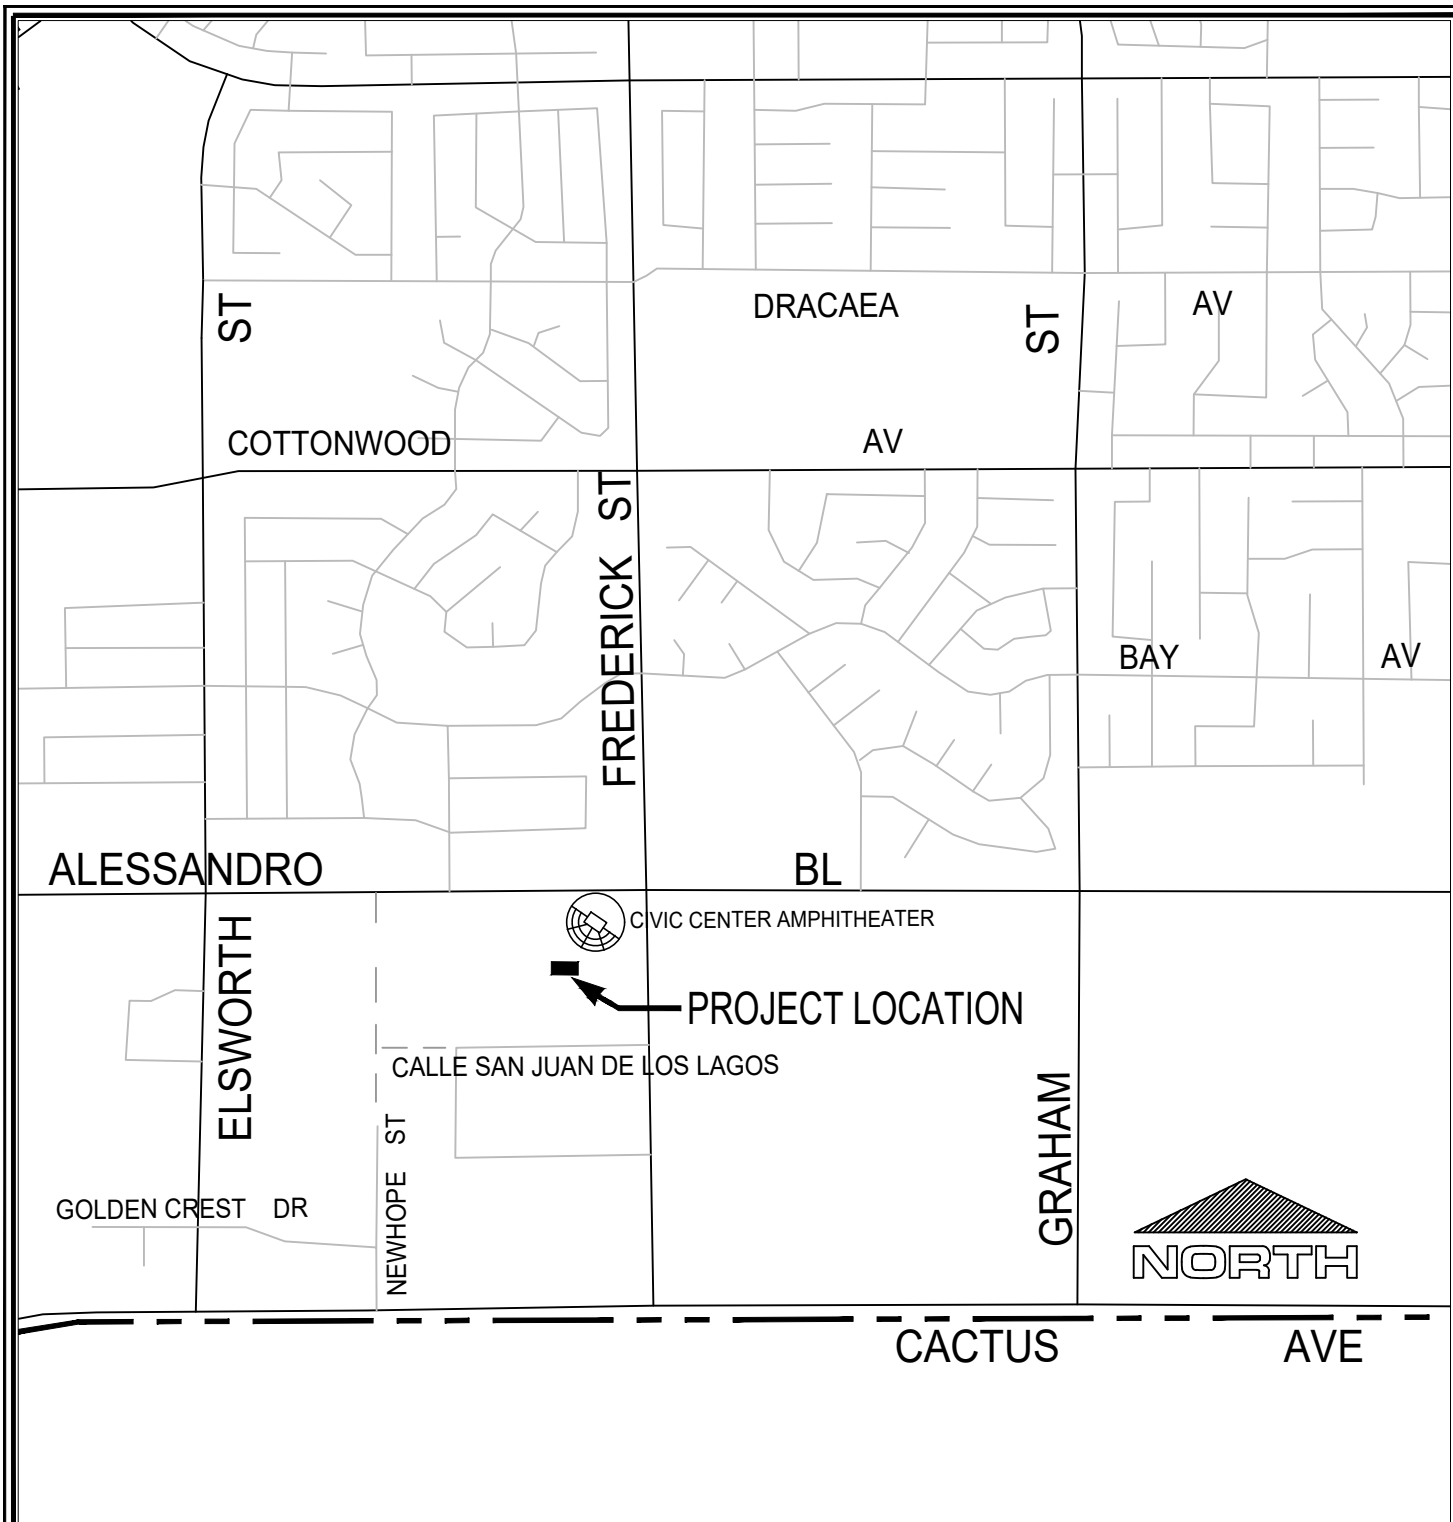 DRACAEA AV
ST
ST
COTTONWOOD AV
FREDERICK ST
BAY AV
ALESSANDRO BL
CIVIC CENTER AMPHITHEATER
ELSWORTH
PROJECT LOCATION
CALLE SAN JUAN DE LOS LAGOS
GRAHAM
NEWHOPE ST
GOLDEN CREST DR
NORTH
CACTUS AVE